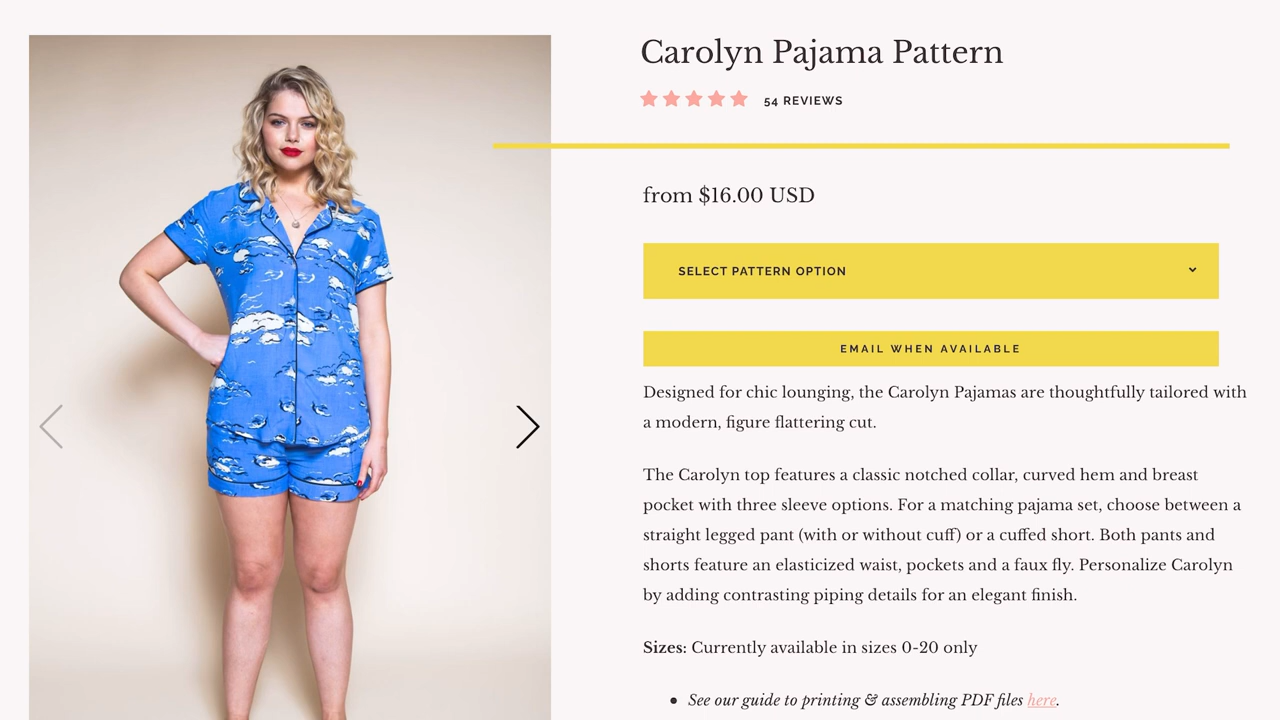 Carolyn Pajama Pattern
54 REVIEWS
from $16.00 USD
SELECT PATTERN OPTION
EMAIL WHEN AVAILABLE
Designed for chic lounging, the Carolyn Pajamas are thoughtfully tailored with
a modern, figure flattering cut.
The Carolyn top features a classic notched collar, curved hem and breast
pocket with three sleeve options. For a matching pajama set, choose between a
straight legged pant (with or without cuff) or a cuffed short. Both pants and
shorts feature an elasticized waist, pockets and a faux fly. Personalize Carolyn
by adding contrasting piping details for an elegant finish.
Sizes: Currently available in sizes 0-20 only
• See our guide to printing & assembling PDF files here.